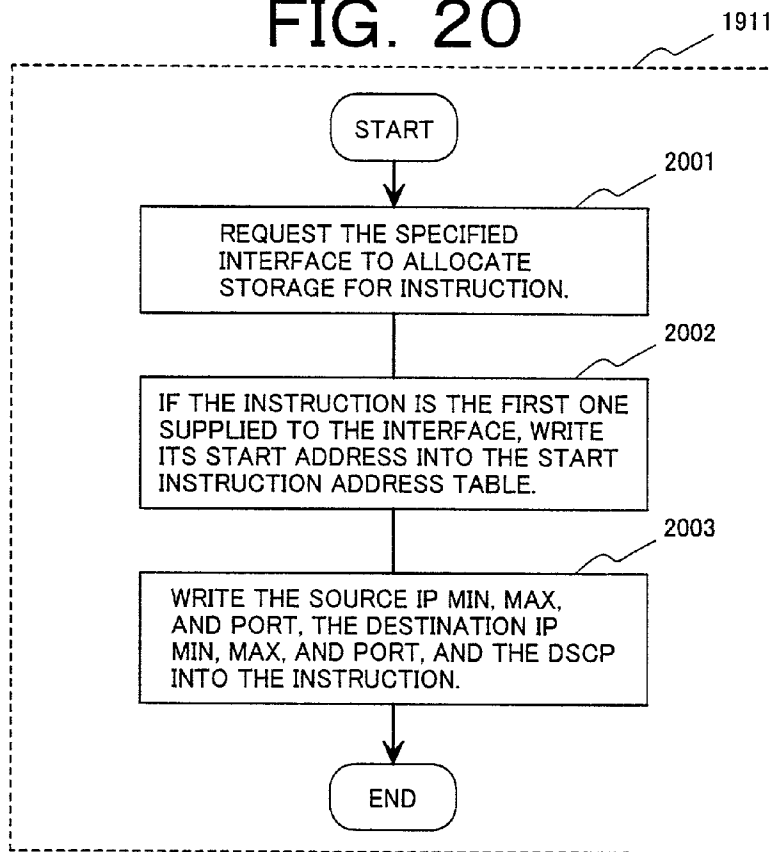 FIG. 20
1911
START
2001
REQUEST THE SPECIFIED
INTERFACE TO ALLOCATE
STORAGE FOR INSTRUCTION.
2002
IF THE INSTRUCTION IS THE FIRST ONE
SUPPLIED TO THE INTERFACE, WRITE
ITS START ADDRESS INTO THE START
INSTRUCTION ADDRESS TABLE.
2003
WRITE THE SOURCE IP MIN, MAX,
AND PORT, THE DESTINATION IP
MIN, MAX, AND PORT, AND THE DSCP
INTO THE INSTRUCTION.
END